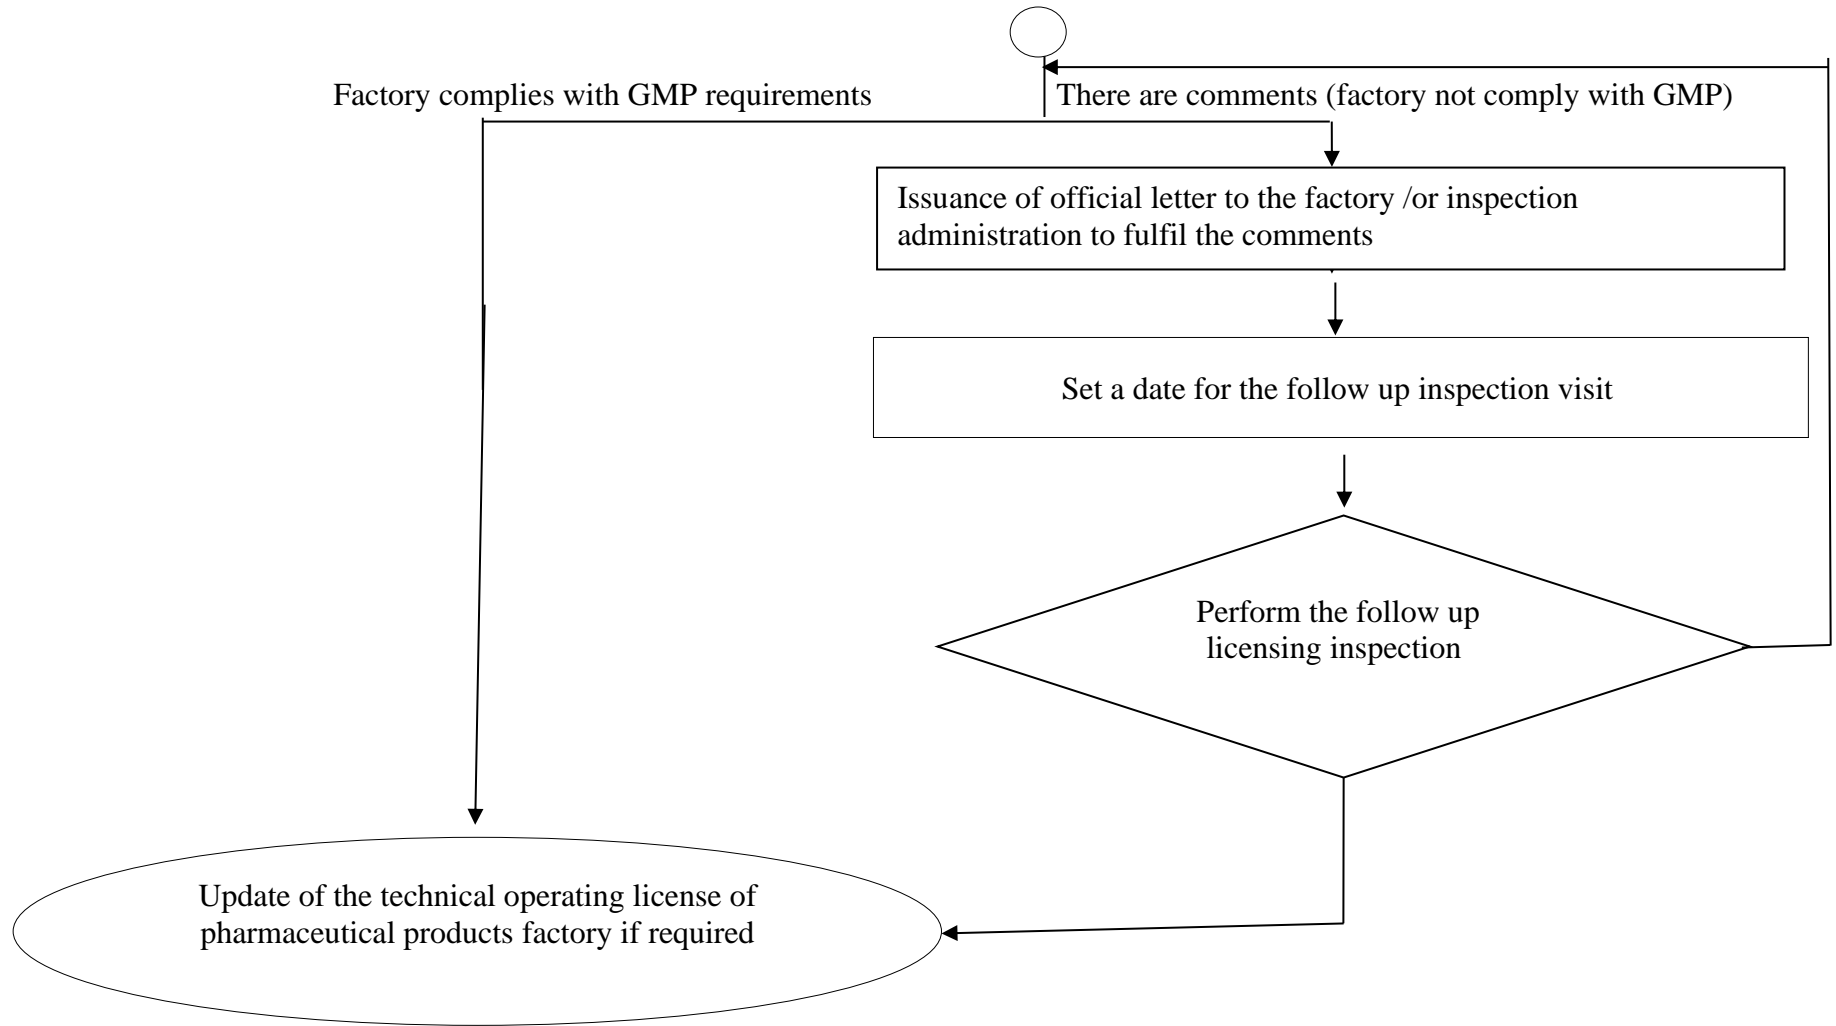 Factory complies with GMP requirements
There are comments (factory not comply with GMP)
Issuance of official letter to the factory /or inspection
administration to fulfil the comments
Set a date for the follow up inspection visit
Perform the follow up
licensing inspection
Update of the technical operating license of
pharmaceutical products factory if required